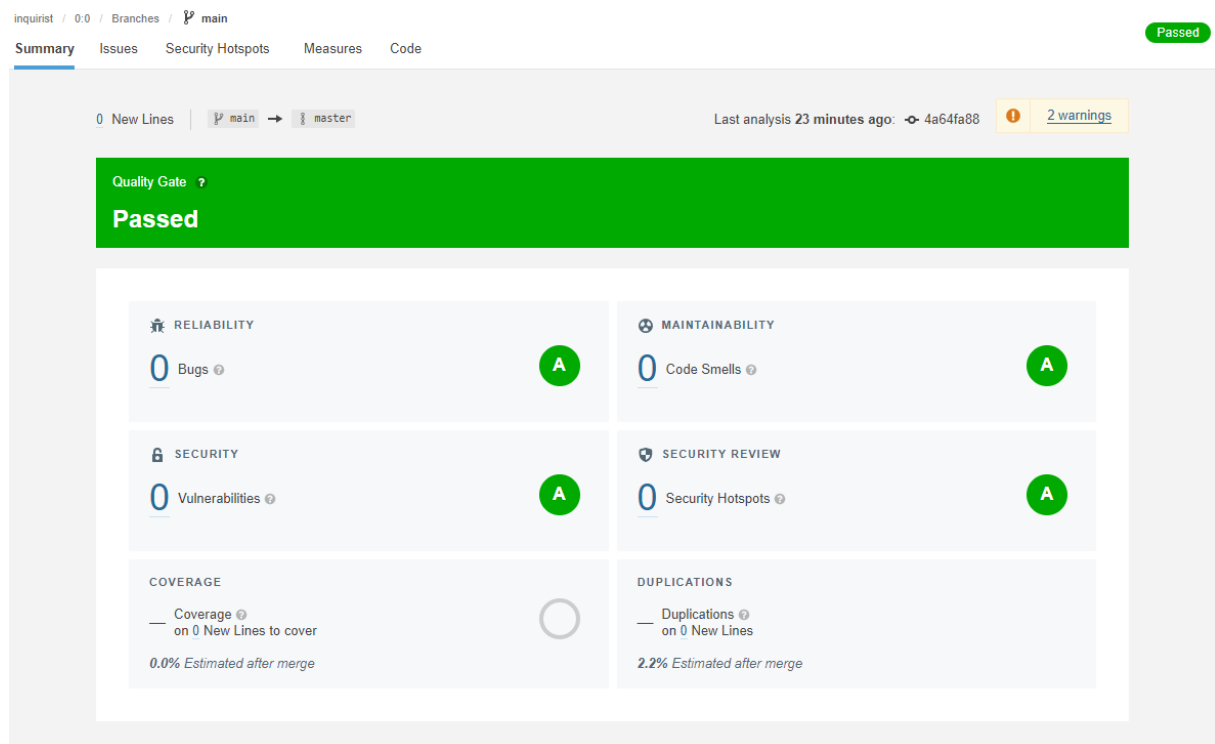 inquirist / 0:0 / Branches / main
Passed
Summary Issues Security Hotspots Measures Code
0 New Lines main → master Last analysis 23 minutes ago: 4a64fa88 2 warnings
Quality Gate ?
Passed
RELIABILITY
0 Bugs ? A
MAINTAINABILITY
0 Code Smells ? A
SECURITY
0 Vulnerabilities ? A
SECURITY REVIEW
0 Security Hotspots ? A
COVERAGE
— Coverage ?
on 0 New Lines to cover
0.0% Estimated after merge
DUPLICATIONS
— Duplications ?
on 0 New Lines
2.2% Estimated after merge